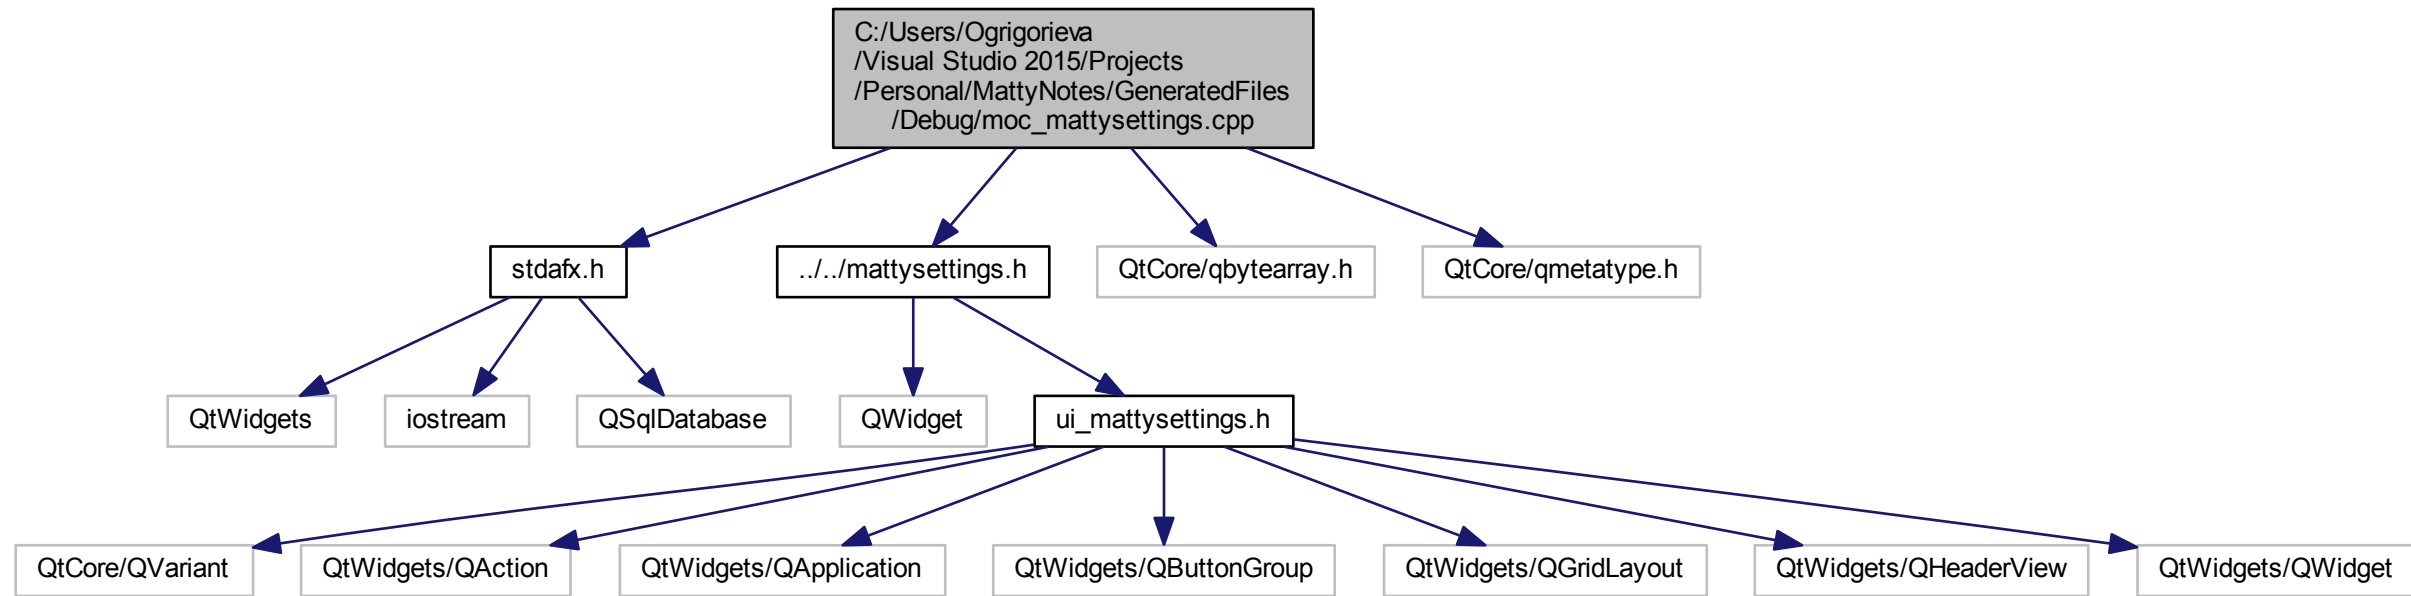 C:/Users/Ogrigorieva
/Visual Studio 2015/Projects
/Personal/MattyNotes/GeneratedFiles
/Debug/moc_mattysettings.cpp
stdafx.h
../../mattysettings.h
QtCore/qbytearray.h
QtCore/qmetatype.h
QtWidgets
iostream
QSqlDatabase
QWidget
ui_mattysettings.h
QtCore/QVariant
QtWidgets/QAction
QtWidgets/QApplication
QtWidgets/QButtonGroup
QtWidgets/QGridLayout
QtWidgets/QHeaderView
QtWidgets/QWidget